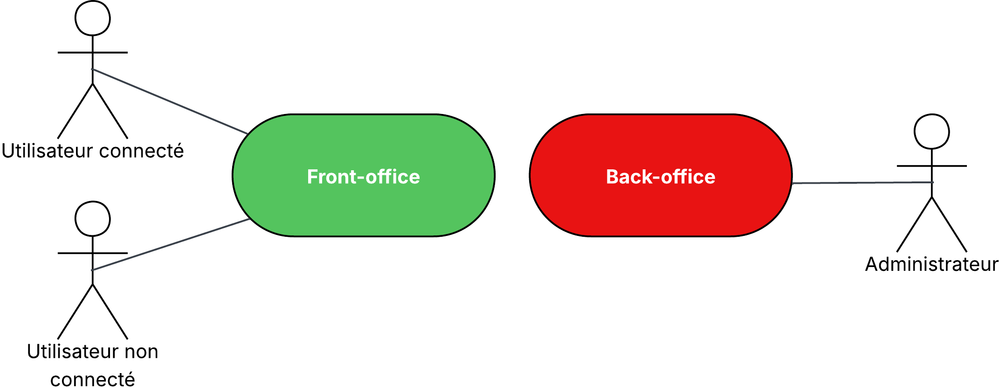 Utilisateur connecté
Front-office
Back-office
Administrateur
Utilisateur non
connecté